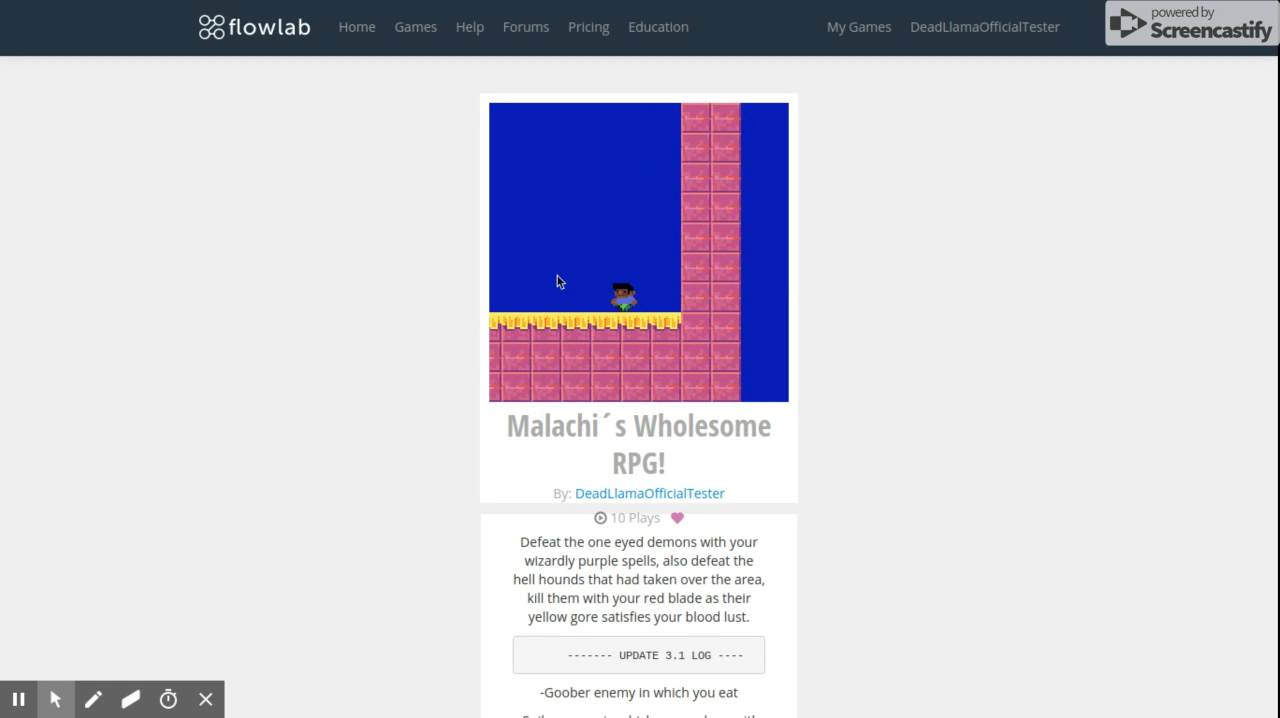 flowlab Home Games Help Forums Pricing Education My Games DeadLlamaOfficialTester
powered by
Screencastify
Malachi´s Wholesome
RPG!
By: DeadLlamaOfficialTester
10 Plays
Defeat the one eyed demons with your
wizardly purple spells, also defeat the
hell hounds that had taken over the area,
kill them with your red blade as their
yellow gore satisfies your blood lust.
------- UPDATE 3.1 LOG ----
-Goober enemy in which you eat